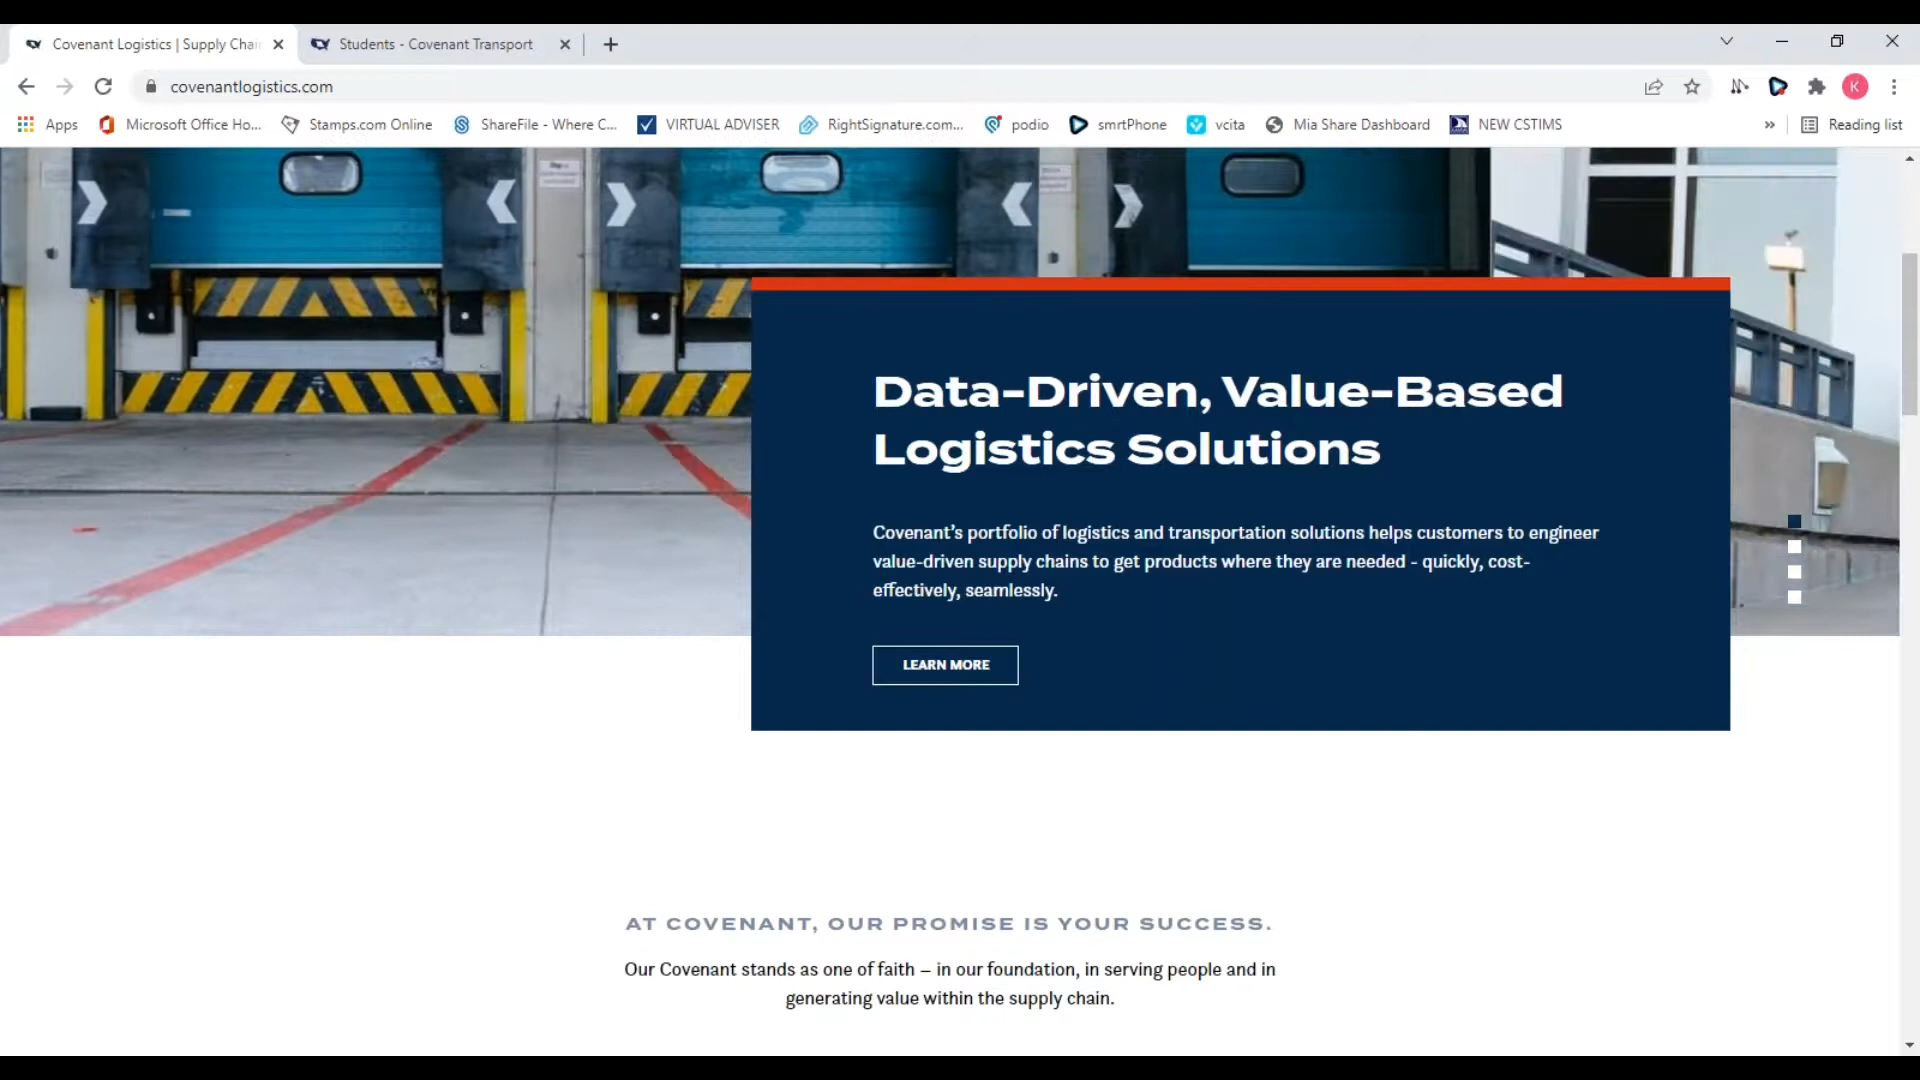 Covenant Logistics | Supply Chai
Students - Covenant Transport
covenantlogistics.com
K
Apps
Microsoft Office Ho...
Stamps.com Online
ShareFile - Where C...
VIRTUAL ADVISER
RightSignature.com...
podio
smrtPhone
vcita
Mia Share Dashboard
NEW CSTIMS
»
Reading list
Data-Driven, Value-Based
Logistics Solutions
Covenant’s portfolio of logistics and transportation solutions helps customers to engineer
value-driven supply chains to get products where they are needed - quickly, cost-
effectively, seamlessly.
LEARN MORE
AT COVENANT, OUR PROMISE IS YOUR SUCCESS.
Our Covenant stands as one of faith – in our foundation, in serving people and in
generating value within the supply chain.